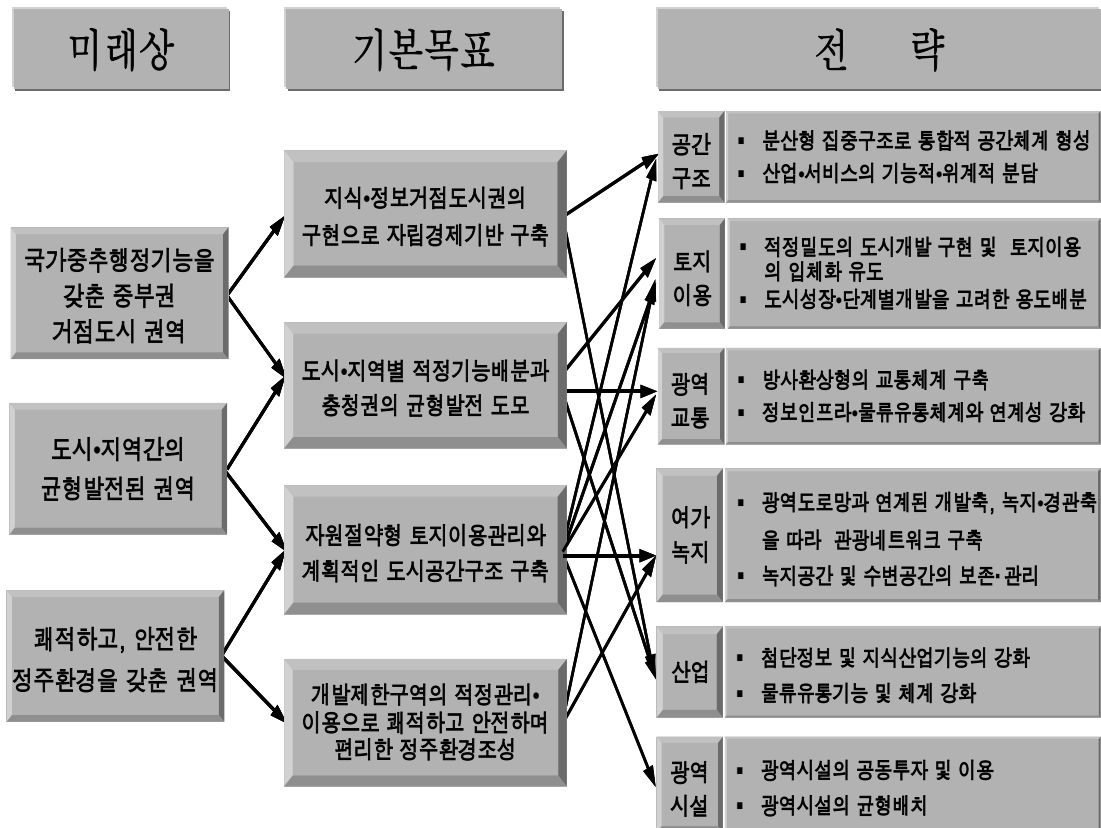 미래상
기본목표
전 략
국가중추행정기능을
갖춘 중부권
거점도시 권역
도시•지역간의
균형발전된 권역
쾌적하고, 안전한
정주환경을 갖춘 권역
지식•정보거점도시권의
구현으로 자립경제기반 구축
도시•지역별 적정기능배분과
충청권의 균형발전 도모
자원절약형 토지이용관리와
계획적인 도시공간구조 구축
개발제한구역의 적정관리•
이용으로 쾌적하고 안전하며
편리한 정주환경조성
공간
구조
▪ 분산형 집중구조로 통합적 공간체계 형성
▪ 산업•서비스의 기능적•위계적 분담
토지
이용
▪ 적정밀도의 도시개발 구현 및 토지이용
의 입체화 유도
▪ 도시성장•단계별개발을 고려한 용도배분
광역
교통
▪ 방사환상형의 교통체계 구축
▪ 정보인프라•물류유통체계와 연계성 강화
여가
녹지
▪ 광역도로망과 연계된 개발축, 녹지•경관축
을 따라 관광네트워크 구축
▪ 녹지공간 및 수변공간의 보존•관리
산업
▪ 첨단정보 및 지식산업기능의 강화
▪ 물류유통기능 및 체계 강화
광역
시설
▪ 광역시설의 공동투자 및 이용
▪ 광역시설의 균형배치